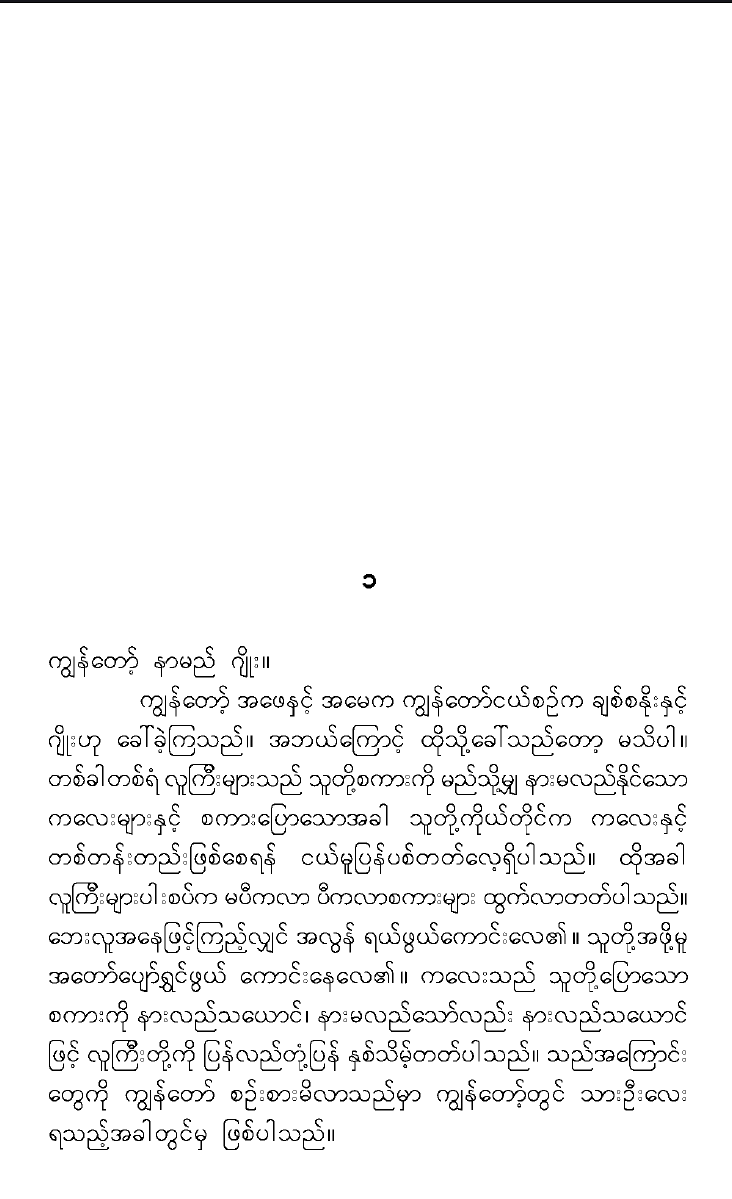 ၁
ကျွန်တော့် နာမည် ဂျိုး။
ကျွန်တော့် အဖေနှင့် အမေက ကျွန်တော်ငယ်စဉ်က ချစ်စနိုးနှင့်
ဂျိုးဟု ခေါ်ခဲ့ကြသည်။ အဘယ်ကြောင့် ထိုသို့ခေါ်သည်တော့ မသိပါ။
တစ်ခါတစ်ရံ လူကြီးများသည် သူတို့စကားကို မည်သို့မျှ နားမလည်နိုင်သော
ကလေးများနှင့် စကားပြောသောအခါ သူတို့ကိုယ်တိုင်က ကလေးနှင့်
တစ်တန်းတည်းဖြစ်စေရန် ငယ်မူပြန်ပစ်တတ်လေ့ရှိပါသည်။ ထိုအခါ
လူကြီးများပါးစပ်က မပီကလာ ပီကလာစကားများ ထွက်လာတတ်ပါသည်။
ဘေးလူအနေဖြင့်ကြည့်လျှင် အလွန် ရယ်ဖွယ်ကောင်းလေ၏။ သူတို့အဖို့မူ
အတော်ပျော်ရွှင်ဖွယ် ကောင်းနေလေ၏။ ကလေးသည် သူတို့ပြောသော
စကားကို နားလည်သယောင်၊ နားမလည်သော်လည်း နားလည်သယောင်
ဖြင့် လူကြီးတို့ကို ပြန်လည်တုံ့ပြန် နှစ်သိမ့်တတ်ပါသည်။ သည်အကြောင်း
တွေကို ကျွန်တော် စဉ်းစားမိလာသည်မှာ ကျွန်တော့်တွင် သားဦးလေး
ရသည့်အခါတွင်မှ ဖြစ်ပါသည်။